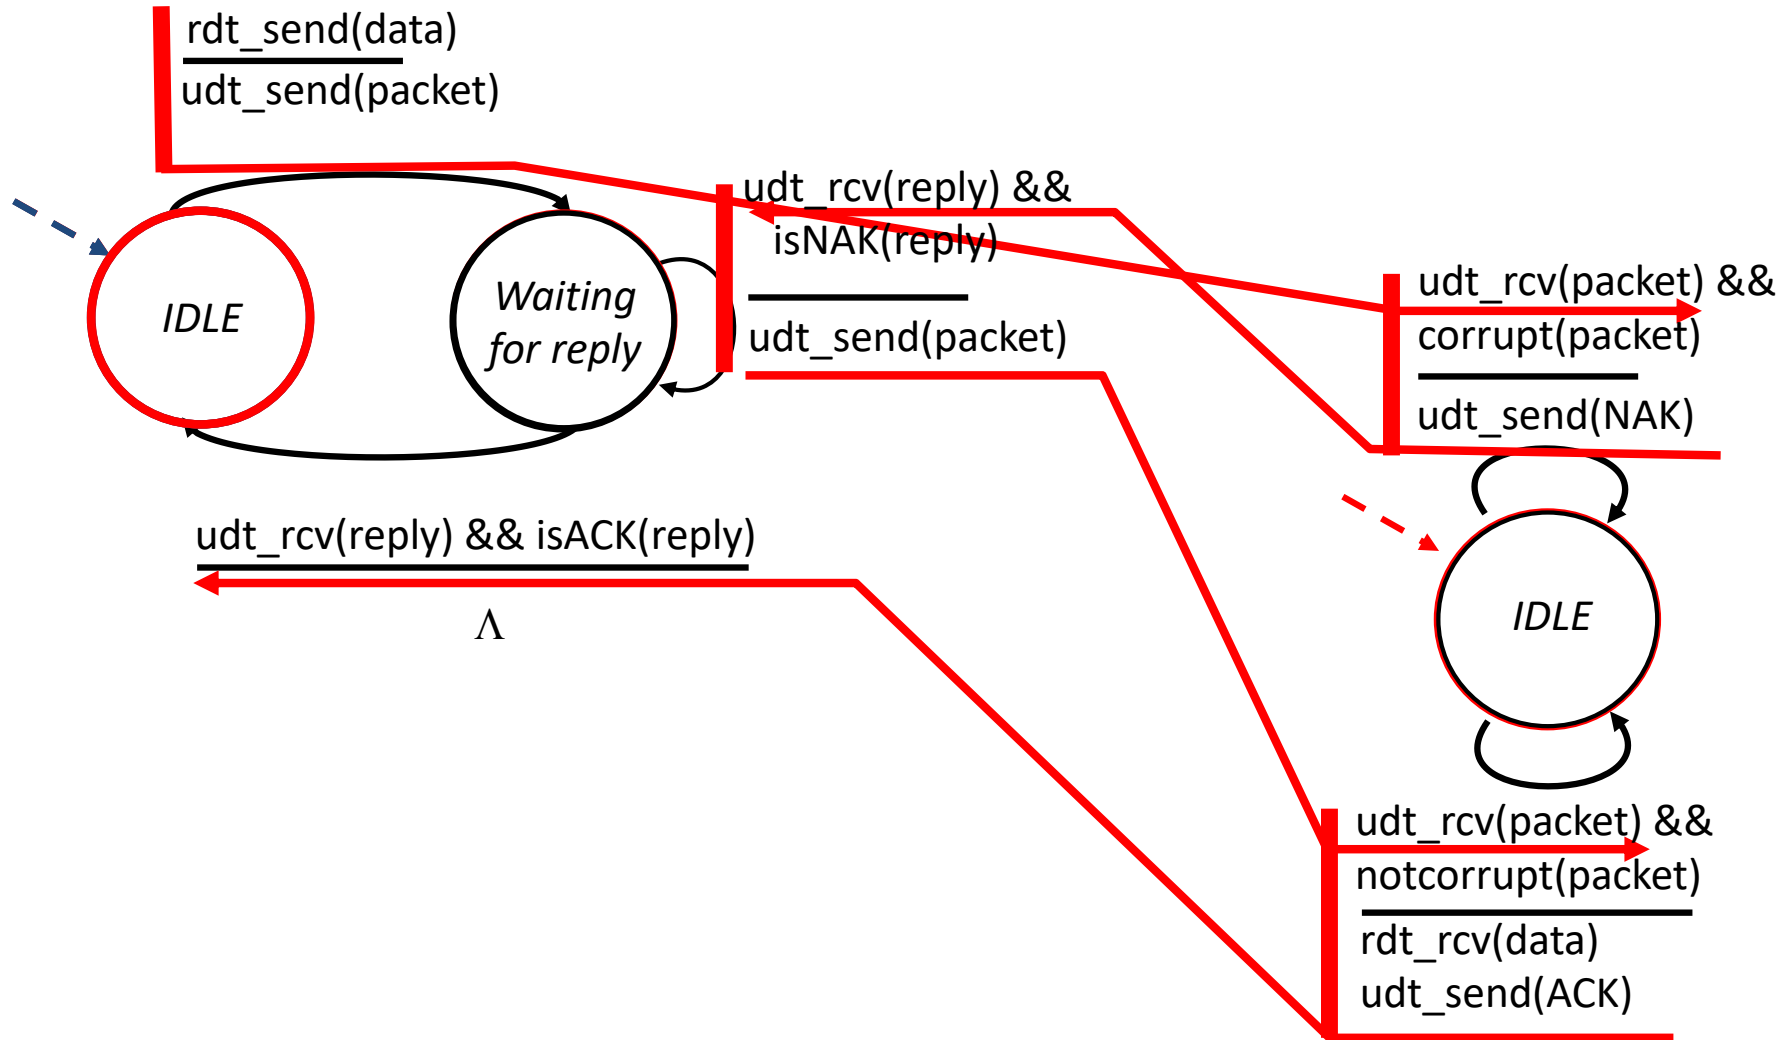 rdt_send(data)
udt_send(packet)
IDLE
Waiting
for reply
udt_rcv(reply) &&
isNAK(reply)
udt_send(packet)
udt_rcv(reply) && isACK(reply)
Λ
udt_rcv(packet) &&
corrupt(packet)
udt_send(NAK)
IDLE
udt_rcv(packet) &&
notcorrupt(packet)
rdt_rcv(data)
udt_send(ACK)